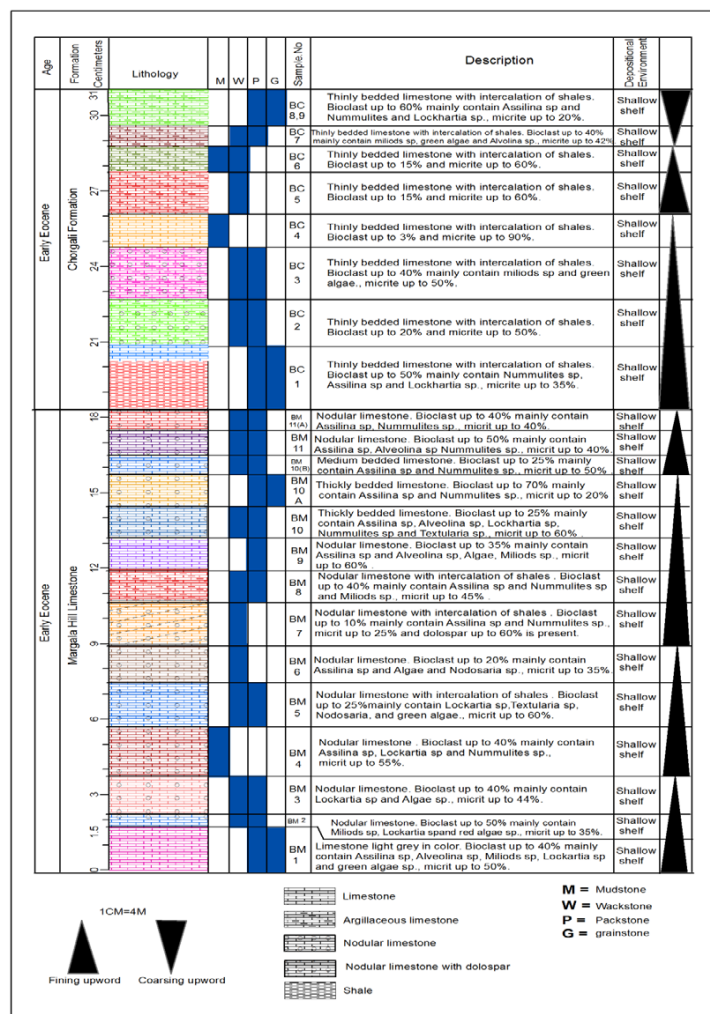 Age
Formation
Centimeters
Lithology
M W P G
Sample.No
Description
Depositional
Environment
Early Eocene
Chorgali Formation
31
30
27
24
21
BC
8,9
Thinly bedded limestone with intercalation of shales.
Bioclast up to 60% mainly contain Assilina sp and
Nummulites and Lockhartia sp., micrite up to 20%.
Shallow
shelf
BC
7
Thinly bedded limestone with intercalation of shales. Bioclast up to 40%
mainly contain miliods sp, green algae and Alvolina sp., micrite up to 42%
Shallow
shelf
BC
6
Thinly bedded limestone with intercalation of shales.
Bioclast up to 15% and micrite up to 60%.
Shallow
shelf
BC
5
Thinly bedded limestone with intercalation of shales.
Bioclast up to 15% and micrite up to 60%.
Shallow
shelf
BC
4
Thinly bedded limestone with intercalation of shales.
Bioclast up to 3% and micrite up to 90%.
Shallow
shelf
BC
3
Thinly bedded limestone with intercalation of shales.
Bioclast up to 40% mainly contain miliods sp and green
algae., micrite up to 50%.
Shallow
shelf
BC
2
Thinly bedded limestone with intercalation of shales.
Bioclast up to 20% and micrite up to 50%.
Shallow
shelf
BC
1
Thinly bedded limestone with intercalation of shales.
Bioclast up to 50% mainly contain Nummulites sp,
Assilina sp and Lockhartia sp., micrite up to 35%.
Shallow
shelf
Early Eocene
Margala Hill Limestone
18
15
12
9
6
3
1.5
0
BM
11(A)
Nodular limestone. Bioclast up to 40% mainly contain
Assilina sp, Nummulites sp., micrit up to 40%.
Shallow
shelf
BM
11
Nodular limestone. Bioclast up to 50% mainly contain
Assilina sp, Alveolina sp Nummulites sp., micrit up to 40%.
Shallow
shelf
BM
10(B)
Medium bedded limestone. Bioclast up to 25% mainly
contain Assilina sp and Nummulites sp., micrit up to 50%
Shallow
shelf
BM
10
A
Thickly bedded limestone. Bioclast up to 70% mainly
contain Assilina sp and Nummulites sp., micrit up to 20%
Shallow
shelf
BM
10
Thickly bedded limestone. Bioclast up to 25% mainly
contain Assilina sp, Alveolina sp, Lockhartia sp,
Nummulites sp and Textularia sp., micrit up to 60% .
Shallow
shelf
BM
9
Nodular limestone. Bioclast up to 35% mainly contain
Assilina sp and Alveolina sp, Algae, Miliods sp., micrit
up to 60% .
Shallow
shelf
BM
8
Nodular limestone with intercalation of shales . Bioclast
up to 40% mainly contain Assilina sp and Nummulites sp
and Miliods sp., micrit up to 45% .
Shallow
shelf
BM
7
Nodular limestone with intercalation of shales . Bioclast
up to 10% mainly contain Assilina sp and Nummulites sp.,
micrit up to 25% and dolospar up to 60% is present.
Shallow
shelf
BM
6
Nodular limestone. Bioclast up to 20% mainly contain
Assilina sp and Algae and Nodosaria sp., micrit up to 35%.
Shallow
shelf
BM
5
Nodular limestone with intercalation of shales . Bioclast
up to 25%mainly contain Lockartia sp,Textularia sp,
Nodosaria, and green algae., micrit up to 60%.
Shallow
shelf
BM
4
Nodular limestone . Bioclast up to 40% mainly contain
Assilina sp, Lockartia sp and Nummulites sp.,
micrit up to 55%.
Shallow
shelf
BM
3
Nodular limestone. Bioclast up to 40% mainly contain
Lockartia sp and Algae sp., micrit up to 44%.
Shallow
shelf
BM 2
Nodular limestone. Bioclast up to 50% mainly contain
Miliods sp, Lockartia spand red algae sp., micrit up to 35%.
Shallow
shelf
BM
1
Limestone light grey in color. Bioclast up to 40% mainly
contain Assilina sp, Alveolina sp, Miliods sp, Lockartia sp
and green algae sp., micrit up to 50%.
Shallow
shelf
1CM=4M
Fining upward
Coarsing upward
Limestone
Argillaceous limestone
Nodular limestone
Nodular limestone with dolospar
Shale
M = Mudstone
W = Wackstone
P = Packstone
G = grainstone